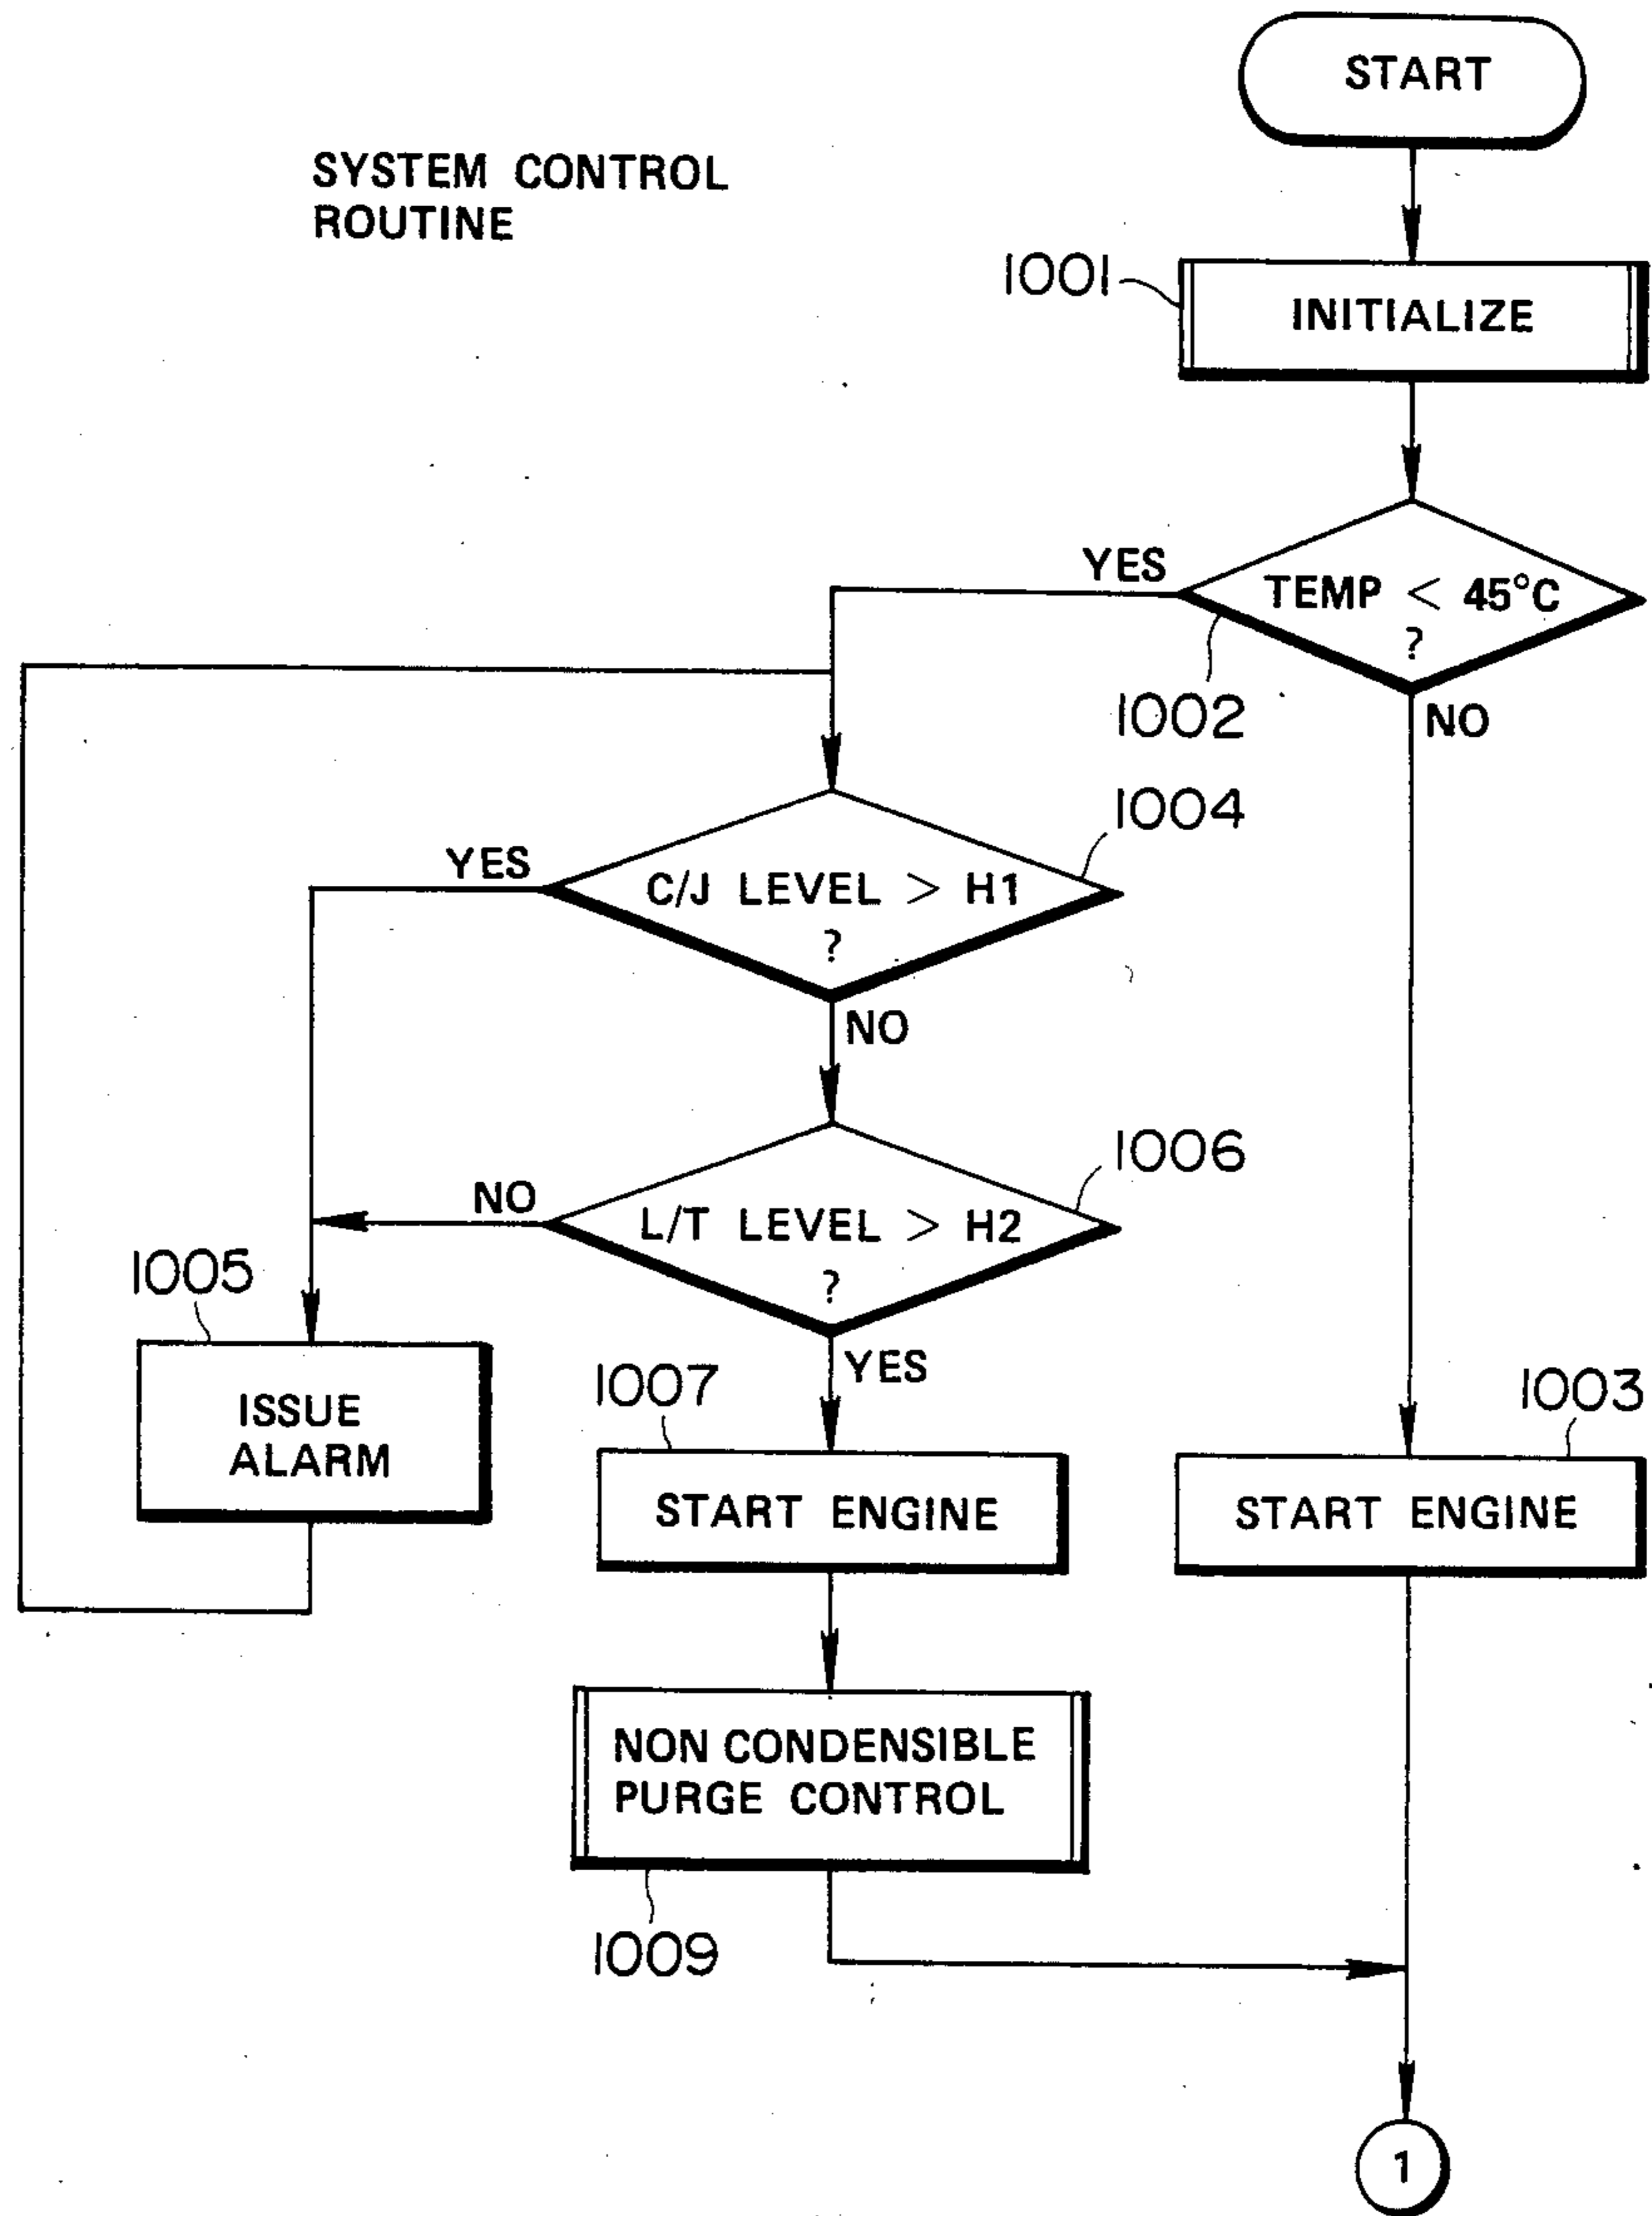 START
SYSTEM CONTROL
ROUTINE
1001
INITIALIZE
YES
TEMP < 45°C
?
1002
NO
1004
YES
C/J LEVEL > H1
?
NO
1006
NO
L/T LEVEL > H2
?
1005
YES
1007
1003
ISSUE
ALARM
START ENGINE
START ENGINE
NON CONDENSIBLE
PURGE CONTROL
1009
1